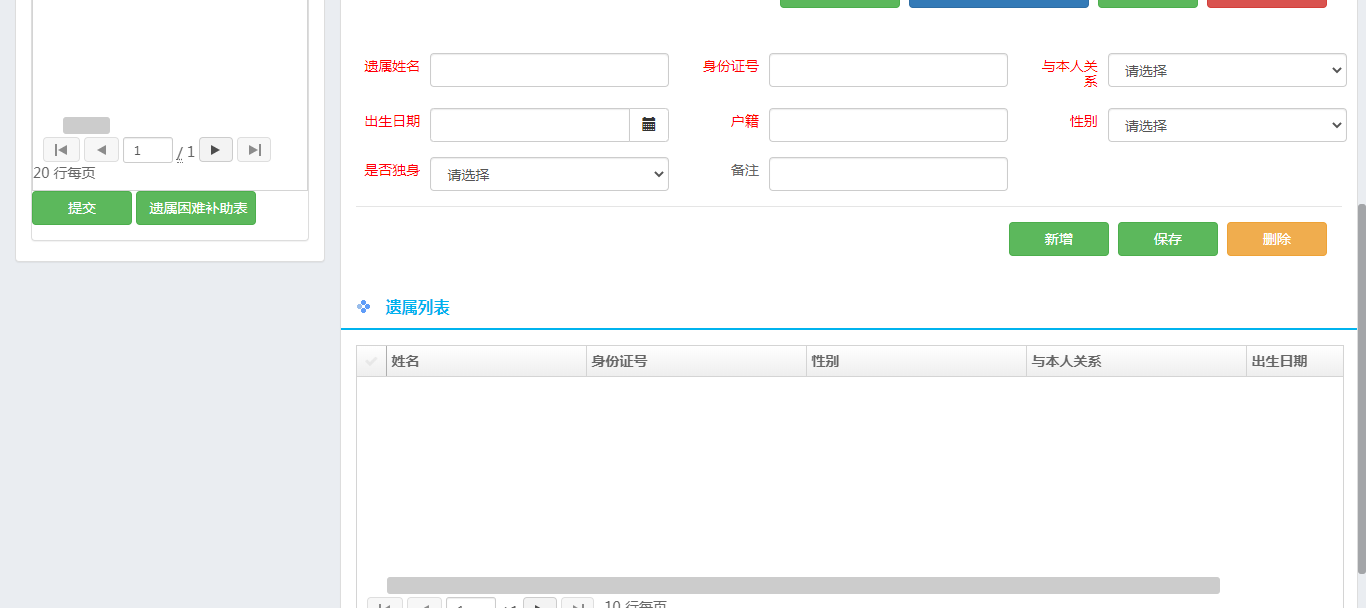 遗属姓名
身份证号
与本人关系
请选择
出生日期
户籍
性别
请选择
是否独身
请选择
备注
1 / 1
20 行每页
提交
遗属困难补助表
新增
保存
删除
遗属列表
姓名
身份证号
性别
与本人关系
出生日期
10 行每页